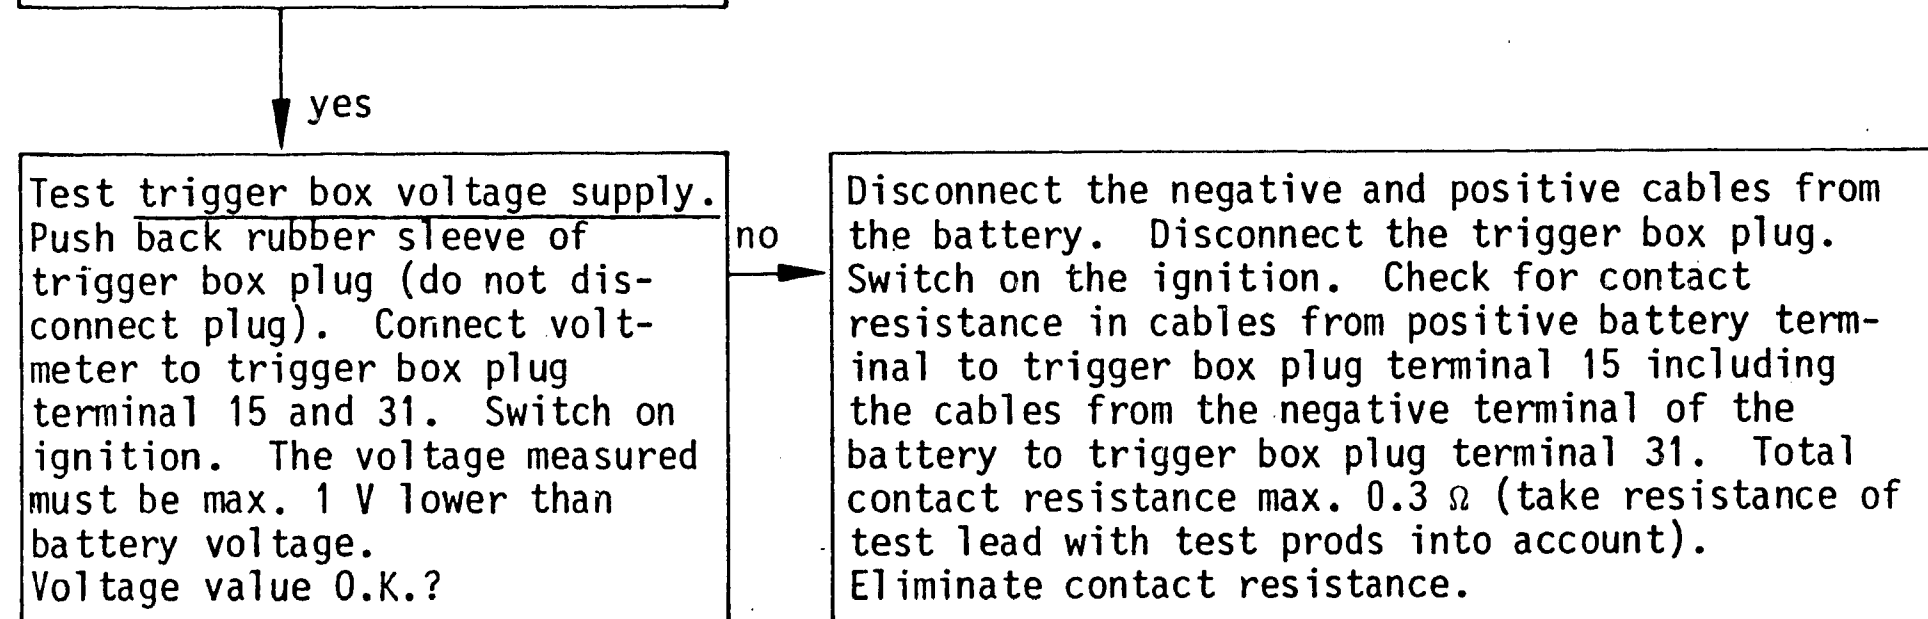 yes
Test trigger box voltage supply.
Push back rubber sleeve of
trigger box plug (do not dis-
connect plug).  Connect volt-
meter to trigger box plug
terminal 15 and 31.  Switch on
ignition.  The voltage measured
must be max. 1 V lower than
battery voltage.
Voltage value O.K.?
no
Disconnect the negative and positive cables from
the battery.  Disconnect the trigger box plug.
Switch on the ignition.  Check for contact
resistance in cables from positive battery term-
inal to trigger box plug terminal 15 including
the cables from the negative terminal of the
battery to trigger box plug terminal 31.  Total
contact resistance max. 0.3 Ω (take resistance of
test lead with test prods into account).
Eliminate contact resistance.